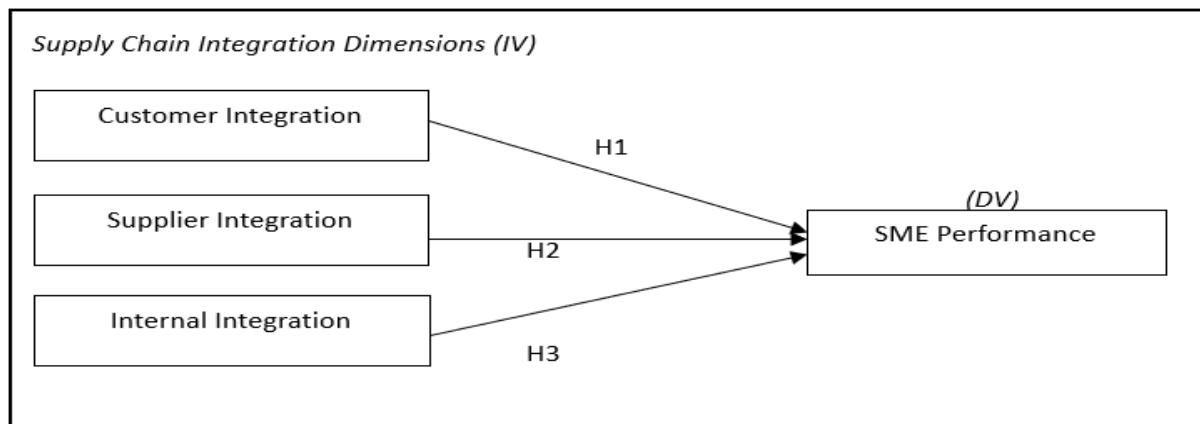 Supply Chain Integration Dimensions (IV)
Customer Integration
H1
Supplier Integration
H2
Internal Integration
H3
(DV)
SME Performance